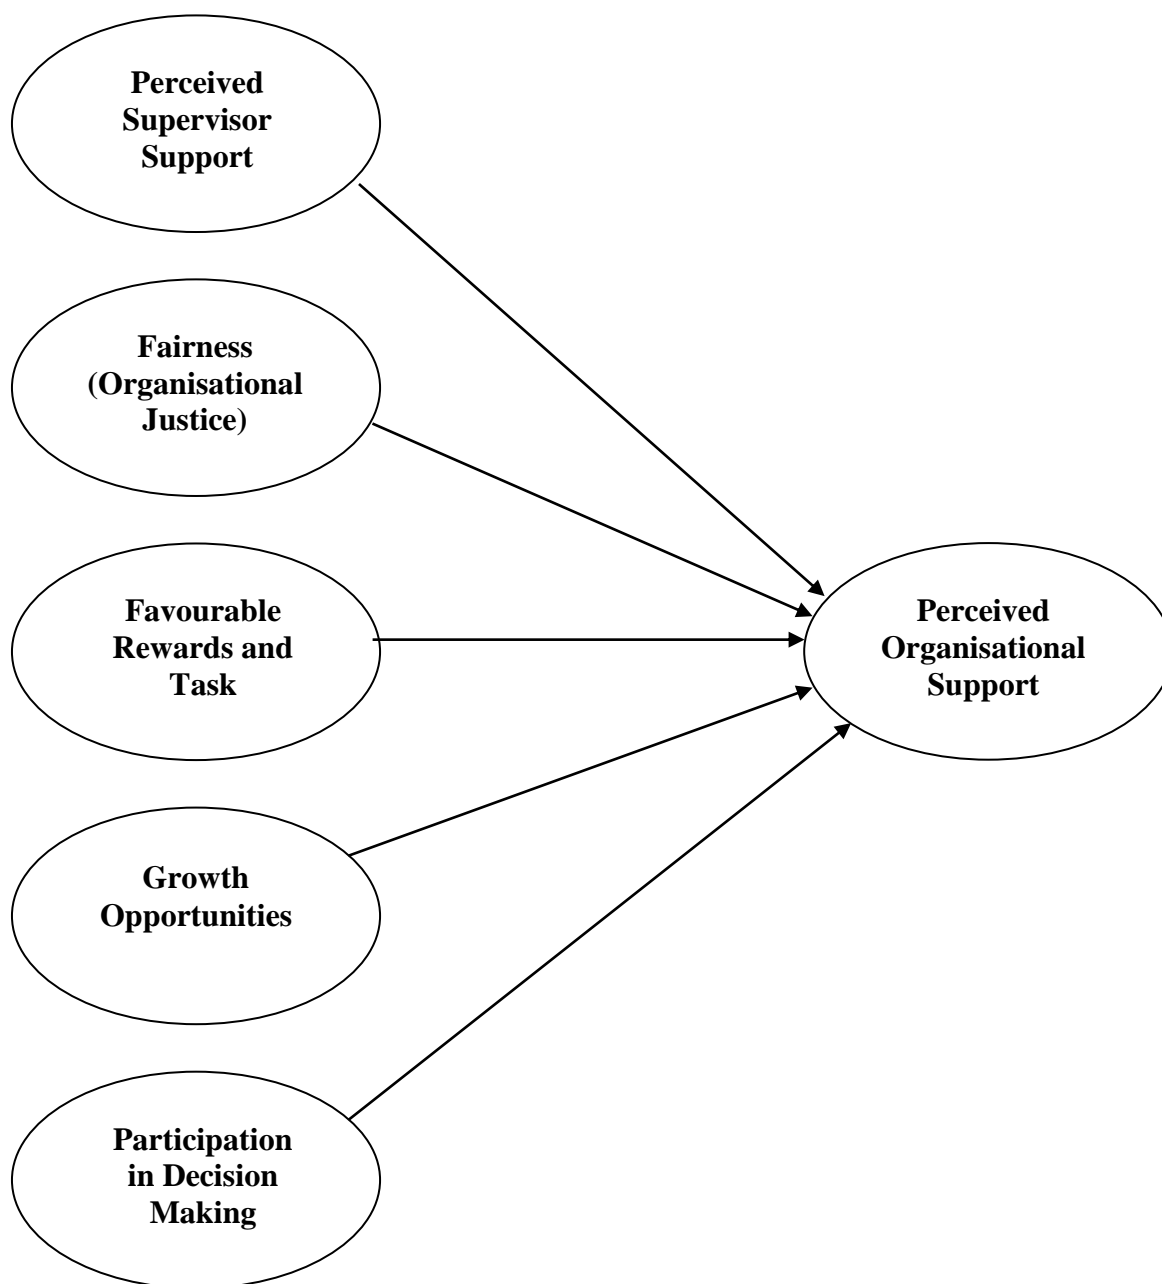 Perceived
Supervisor
Support
Fairness
(Organisational
Justice)
Favourable
Rewards and
Task
Perceived
Organisational
Support
Growth
Opportunities
Participation
in Decision
Making